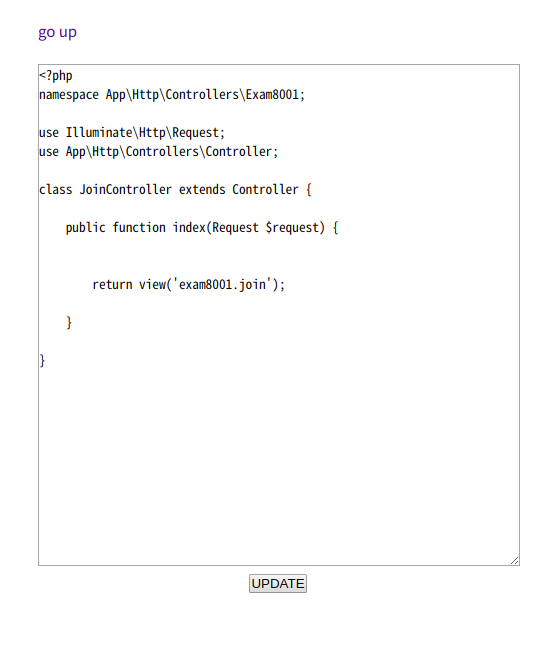 go up
<?php
namespace App\Http\Controllers\Exam8001;
use Illuminate\Http\Request;
use App\Http\Controllers\Controller;
class JoinController extends Controller {
public function index(Request $request) {
return view('exam8001.join');
}
}
UPDATE